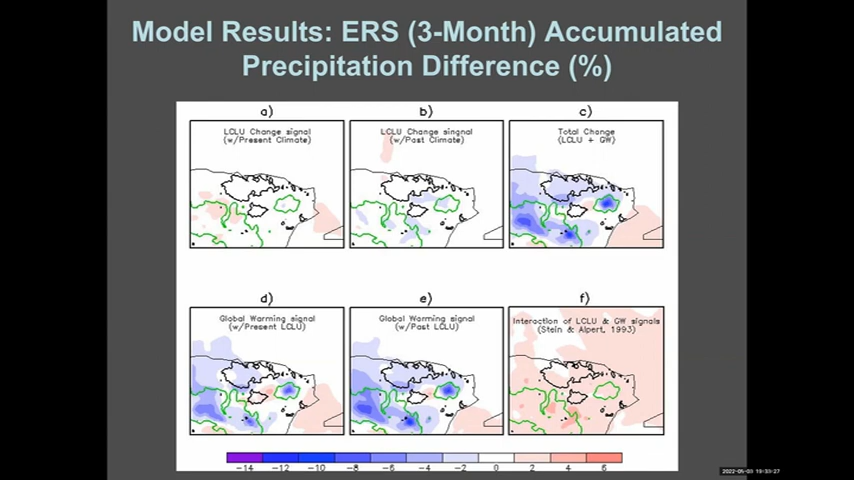 Model Results: ERS (3-Month) Accumulated
Precipitation Difference (%)
a) b) c)
LCLU Change signal
(w/Present Climate)
LCLU Change singnal
(w/Past Climate)
Total Change
(LCLU + GW)
d) e) f)
Global Warming signal
(w/Present LCLU)
Global Warming signal
(w/Past LCLU)
Interaction of LCLU & GW signals
(Stein & Alpert, 1993)
-14 -12 -10 -8 -6 -4 -2 0 2 4 6